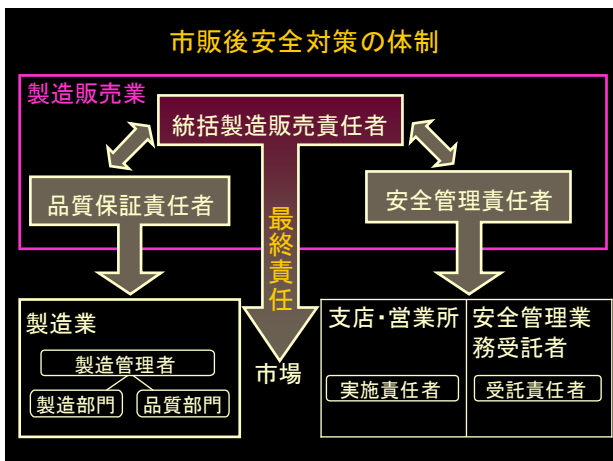 市販後安全対策の体制
製造販売業
統括製造販売責任者
品質保証責任者
安全管理責任者
最終責任
製造業
製造管理者
製造部門
品質部門
市場
支店・営業所
実施責任者
安全管理業
務受託者
受託責任者